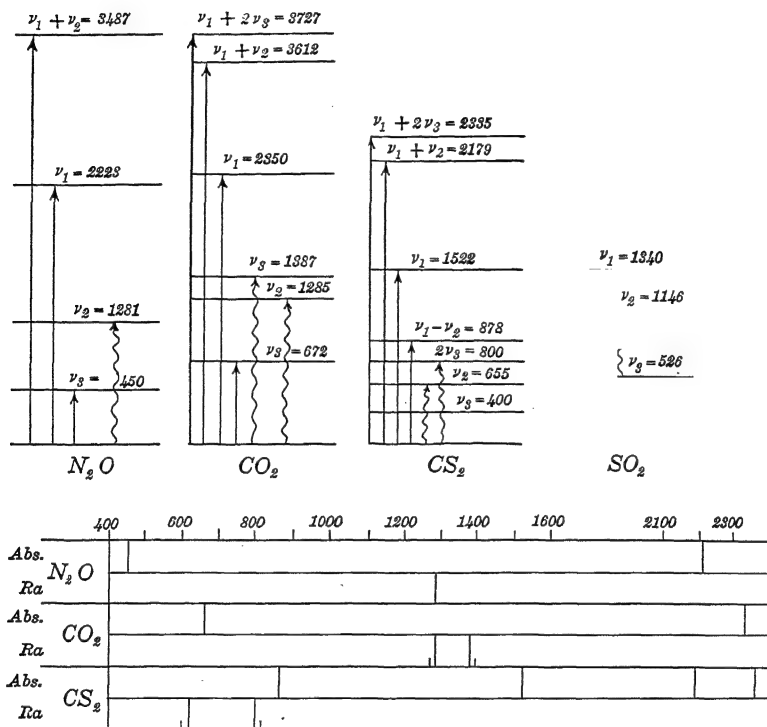 ν₁ + ν₂ = 3487
ν₁ = 2223
ν₂ = 1281
ν₃ = 450
N₂O
ν₁ + 2ν₃ = 3727
ν₁ + ν₂ = 3612
ν₁ = 2350
ν₃ = 1387
ν₂ = 1285
ν₃ = 672
CO₂
ν₁ + 2ν₃ = 2335
ν₁ + ν₂ = 2179
ν₁ = 1522
ν₁ − ν₂ = 878
2ν₃ = 800
ν₂ = 655
ν₃ = 400
CS₂
ν₁ = 1340
ν₂ = 1146
ν₃ = 526
SO₂
400 600 800 1000 1200 1400 1600 2100 2300
Abs.
N₂O
Ra
Abs.
CO₂
Ra
Abs.
CS₂
Ra